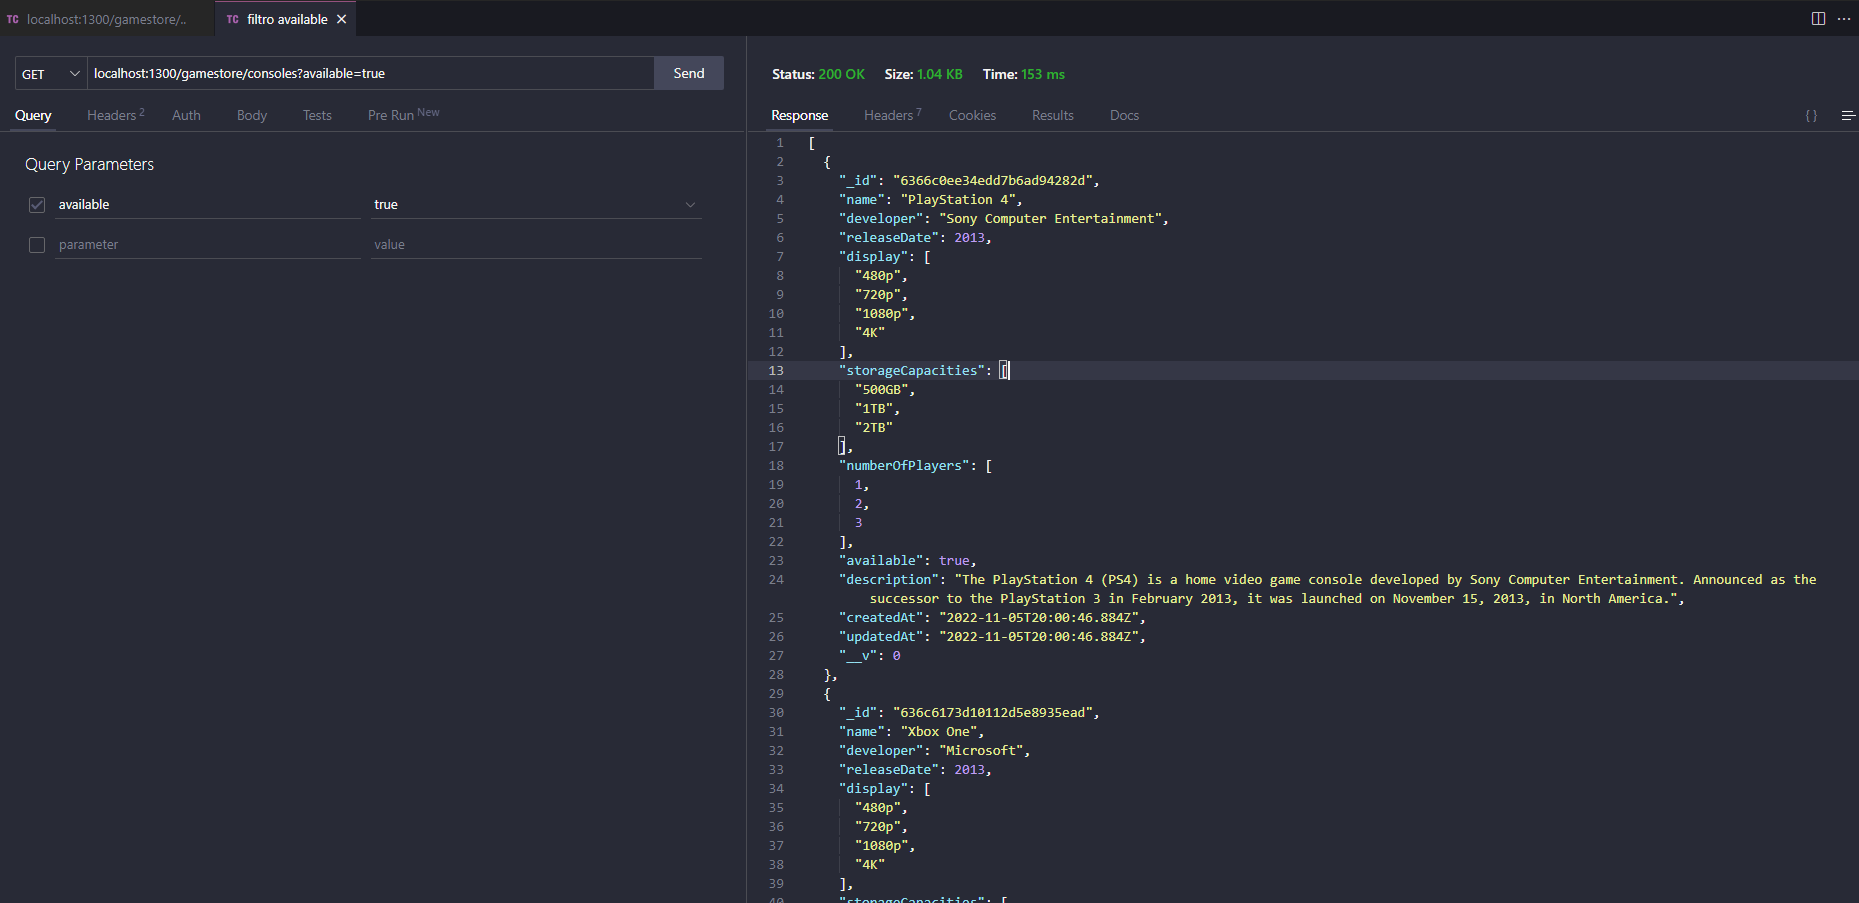 TC localhost:1300/gamestore/..
TC filtro available
GET localhost:1300/gamestore/consoles?available=true Send
Query Headers 2 Auth Body Tests Pre Run New
Query Parameters
available true
parameter value
Status: 200 OK Size: 1.04 KB Time: 153 ms
Response Headers 7 Cookies Results Docs { }
1 [
2 {
3 "_id": "6366c0ee34edd7b6ad94282d",
4 "name": "PlayStation 4",
5 "developer": "Sony Computer Entertainment",
6 "releaseDate": 2013,
7 "display": [
8 "480p",
9 "720p",
10 "1080p",
11 "4K"
12 ],
13 "storageCapacities": [
14 "500GB",
15 "1TB",
16 "2TB"
17 ],
18 "numberOfPlayers": [
19 1,
20 2,
21 3
22 ],
23 "available": true,
24 "description": "The PlayStation 4 (PS4) is a home video game console developed by Sony Computer Entertainment. Announced as the
successor to the PlayStation 3 in February 2013, it was launched on November 15, 2013, in North America.",
25 "createdAt": "2022-11-05T20:00:46.884Z",
26 "updatedAt": "2022-11-05T20:00:46.884Z",
27 "__v": 0
28 },
29 {
30 "_id": "636c6173d10112d5e8935ead",
31 "name": "Xbox One",
32 "developer": "Microsoft",
33 "releaseDate": 2013,
34 "display": [
35 "480p",
36 "720p",
37 "1080p",
38 "4K"
39 ],
40 "storageCapacities": [